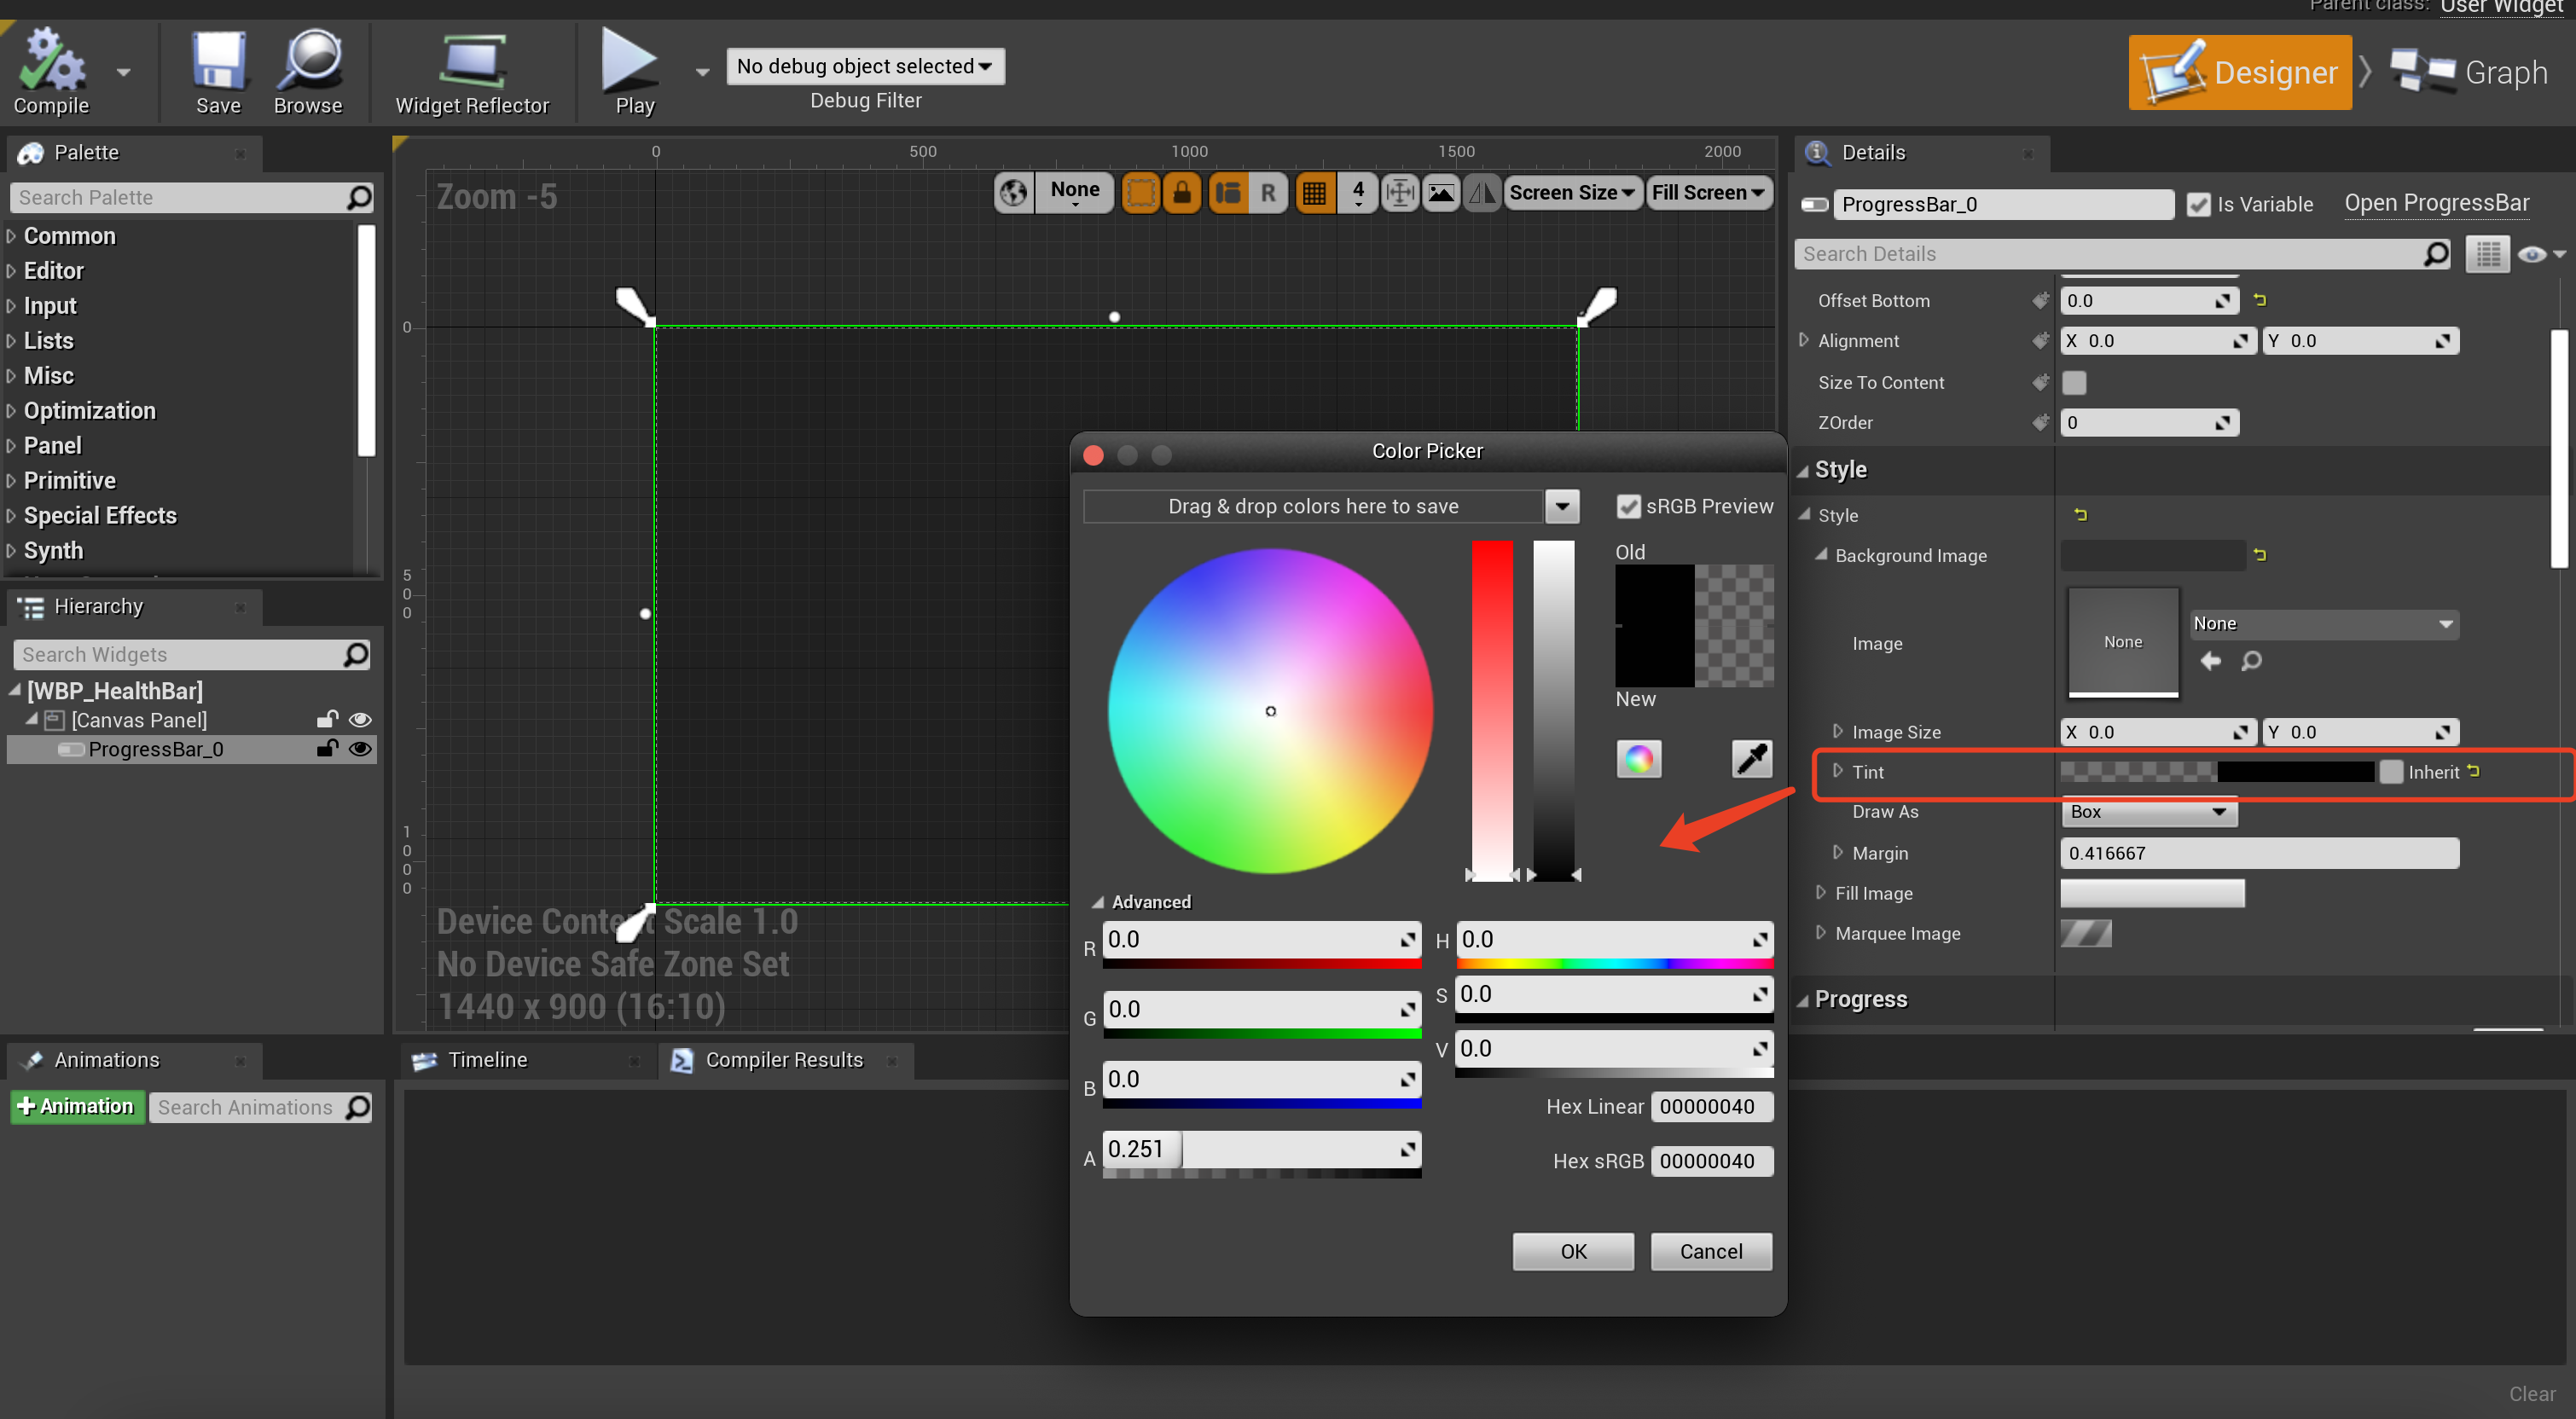 Parent class: User Widget
Compile
Save
Browse
Widget Reflector
Play
No debug object selected
Debug Filter
Designer
Graph
Palette
Search Palette
Common
Editor
Input
Lists
Misc
Optimization
Panel
Primitive
Special Effects
Synth
Hierarchy
Search Widgets
[WBP_HealthBar]
[Canvas Panel]
ProgressBar_0
Animations
+ Animation
Search Animations
0
500
1000
1500
2000
Zoom -5
None
R
4
Screen Size
Fill Screen
0
500
1000
Device Content Scale 1.0
No Device Safe Zone Set
1440 x 900 (16:10)
Timeline
Compiler Results
Clear
Color Picker
Drag & drop colors here to save
sRGB Preview
Old
New
Advanced
R 0.0
H 0.0
G 0.0
S 0.0
B 0.0
V 0.0
A 0.251
Hex Linear 00000040
Hex sRGB 00000040
OK
Cancel
Details
ProgressBar_0
Is Variable
Open ProgressBar
Search Details
Offset Bottom 0.0
Alignment X 0.0 Y 0.0
Size To Content
ZOrder 0
Style
Style
Background Image
Image
None
None
Image Size X 0.0 Y 0.0
Tint Inherit
Draw As Box
Margin 0.416667
Fill Image
Marquee Image
Progress